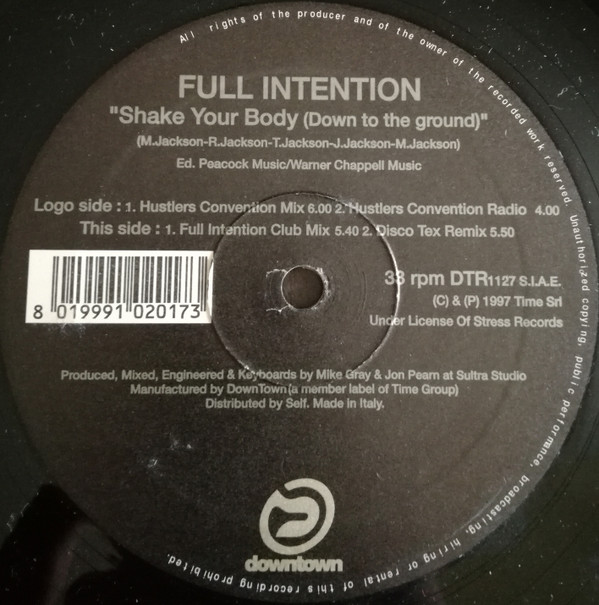 All rights of the producer and of the owner of the recorded work reserved. Unauthorized copying, public performance, broadcasting, hiring or rental of this recording prohibited.
FULL INTENTION
"Shake Your Body (Down to the ground)"
(M.Jackson-R.Jackson-T.Jackson-J.Jackson-M.Jackson)
Ed. Peacock Music/Warner Chappell Music
Logo side : 1. Hustlers Convention Mix 6.00 2. Hustlers Convention Radio 4.00
This side : 1. Full Intention Club Mix 5.40 2. Disco Tex Remix 5.50
8 019991 020173
33 rpm DTR1127 S.I.A.E.
(C) & (P) 1997 Time Srl
Under License Of Stress Records
Produced, Mixed, Engineered & Keyboards by Mike Gray & Jon Pearn at Sultra Studio
Manufactured by DownTown(a member label of Time Group)
Distributed by Self. Made in Italy.
downtown